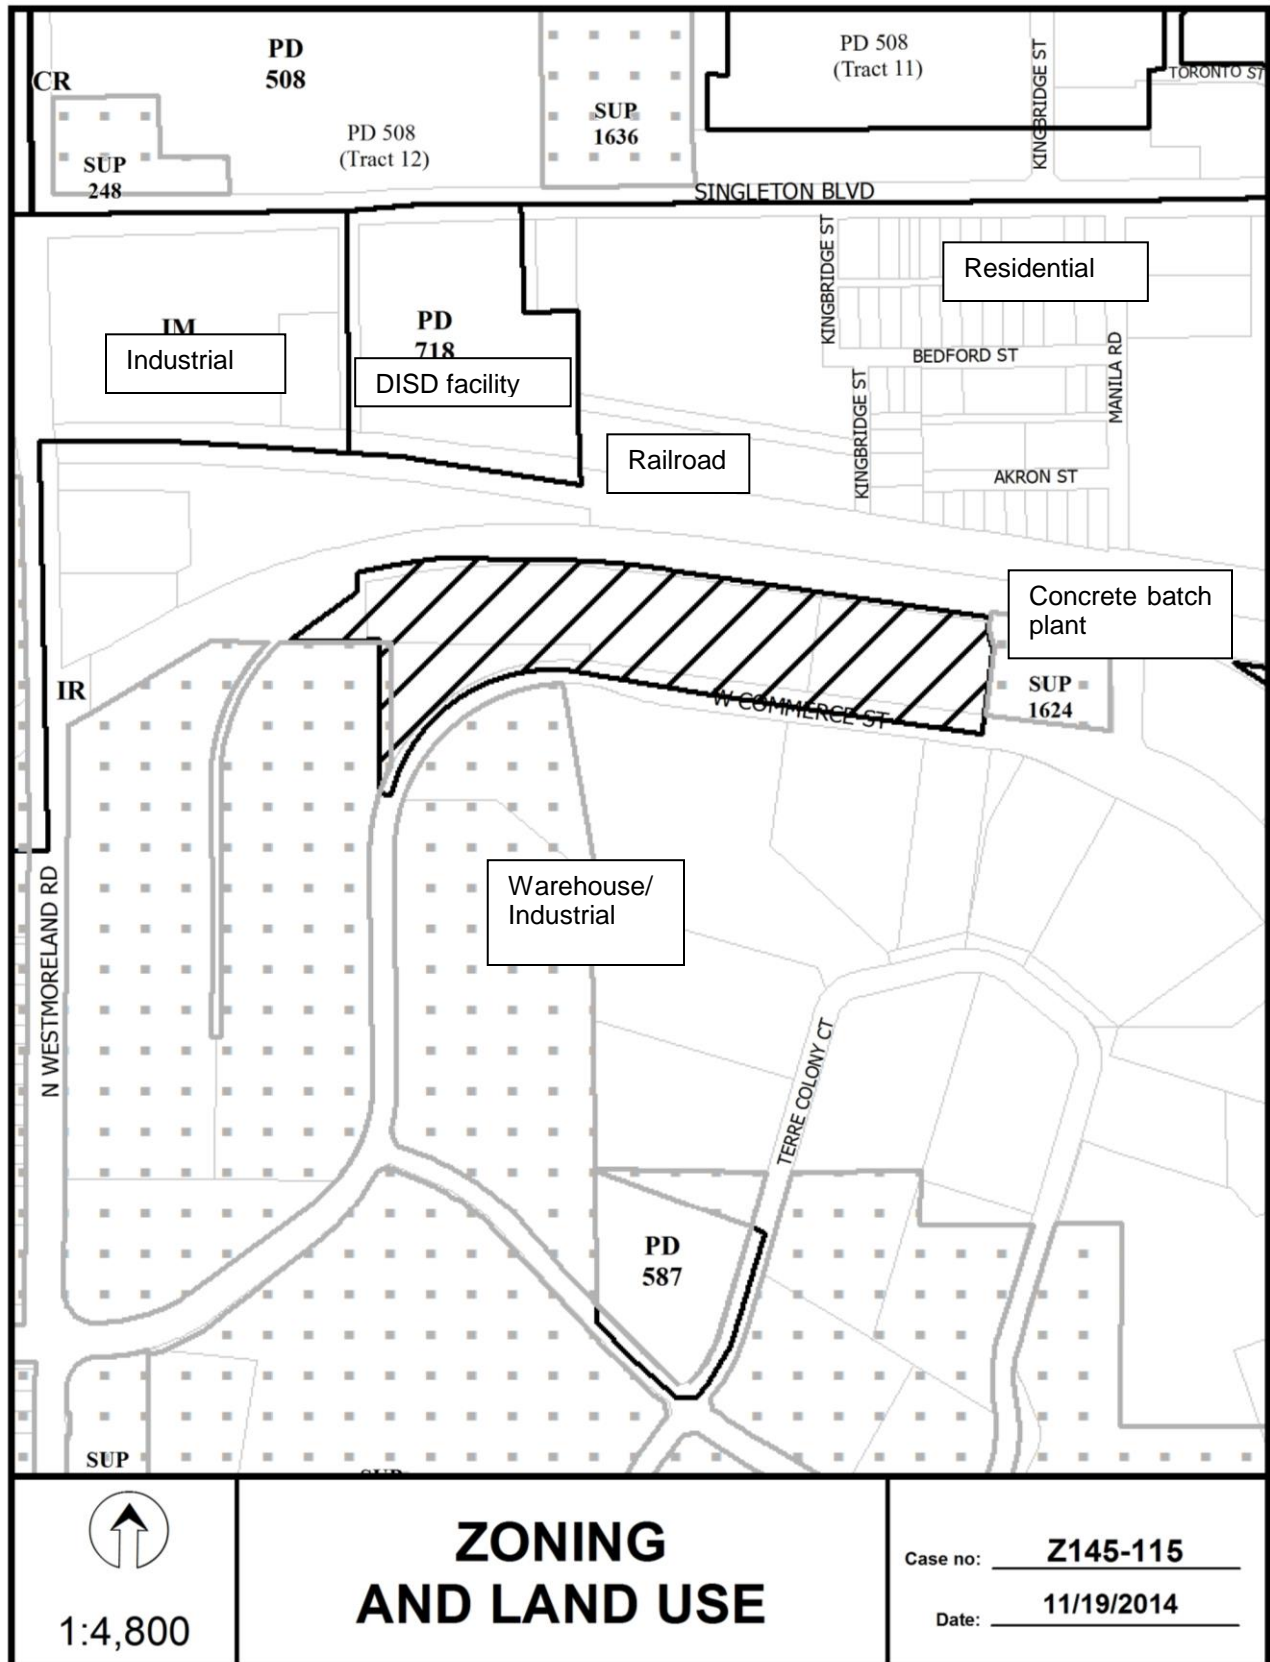 PD
508
PD 508
(Tract 11)
KINGBRIDGE ST
TORONTO ST
CR
SUP
1636
PD 508
(Tract 12)
SUP
248
SINGLETON BLVD
KINGBRIDGE ST
Residential
IM
Industrial
PD
718
DISD facility
BEDFORD ST
MANILA RD
KINGBRIDGE ST
Railroad
AKRON ST
Concrete batch
plant
IR
SUP
1624
W COMMERCE ST
N WESTMORELAND RD
Warehouse/
Industrial
TERRE COLONY CT
PD
587
SUP
SUP
1:4,800
ZONING
AND LAND USE
Case no: Z145-115
Date: 11/19/2014